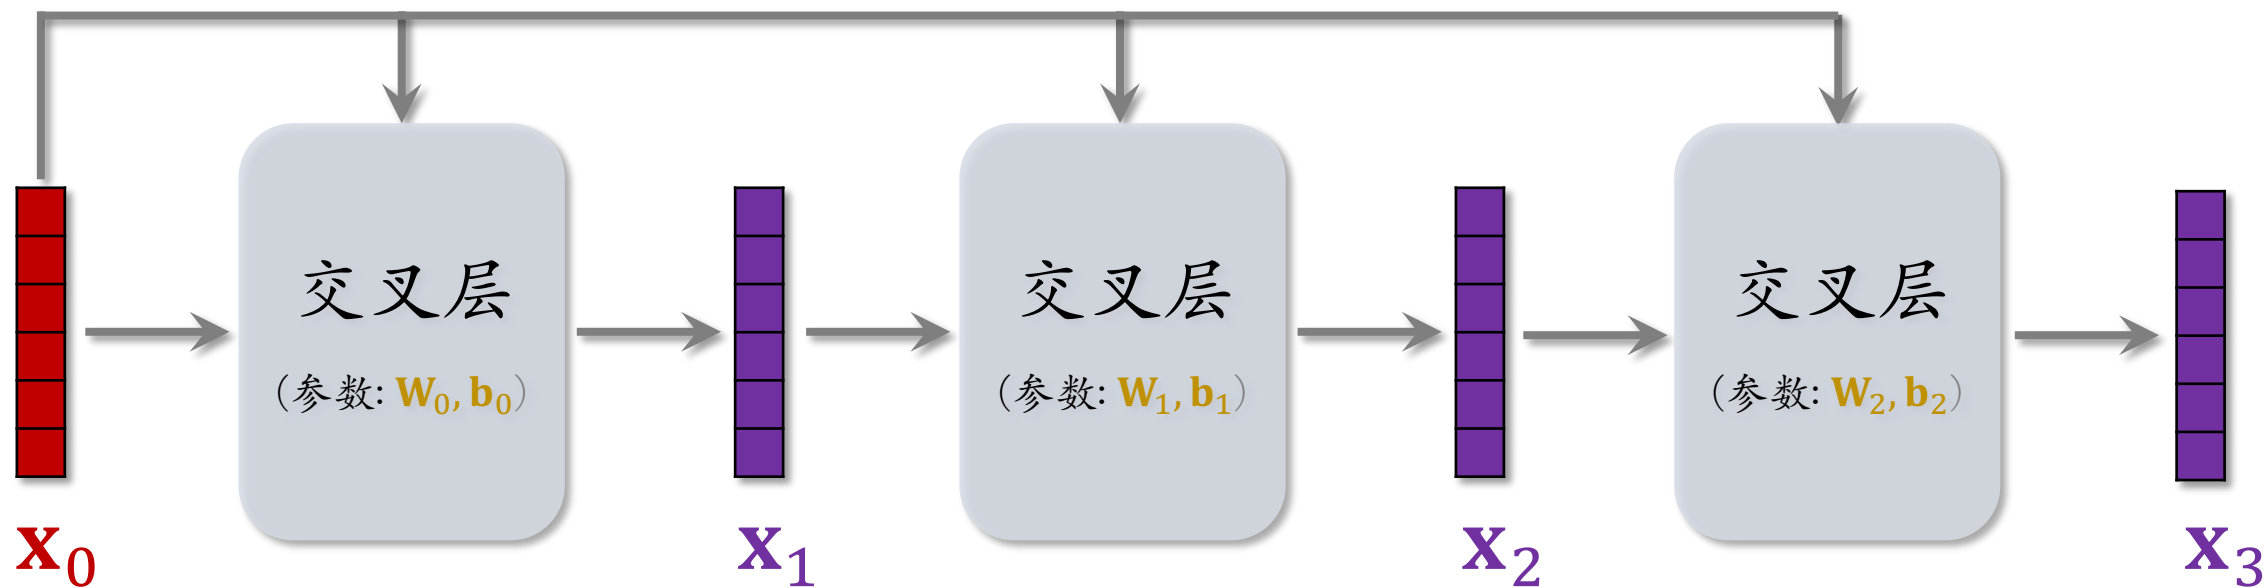 交叉层
(参数: W₀, b₀)
交叉层
(参数: W₁, b₁)
交叉层
(参数: W₂, b₂)
x₀
x₁
x₂
x₃